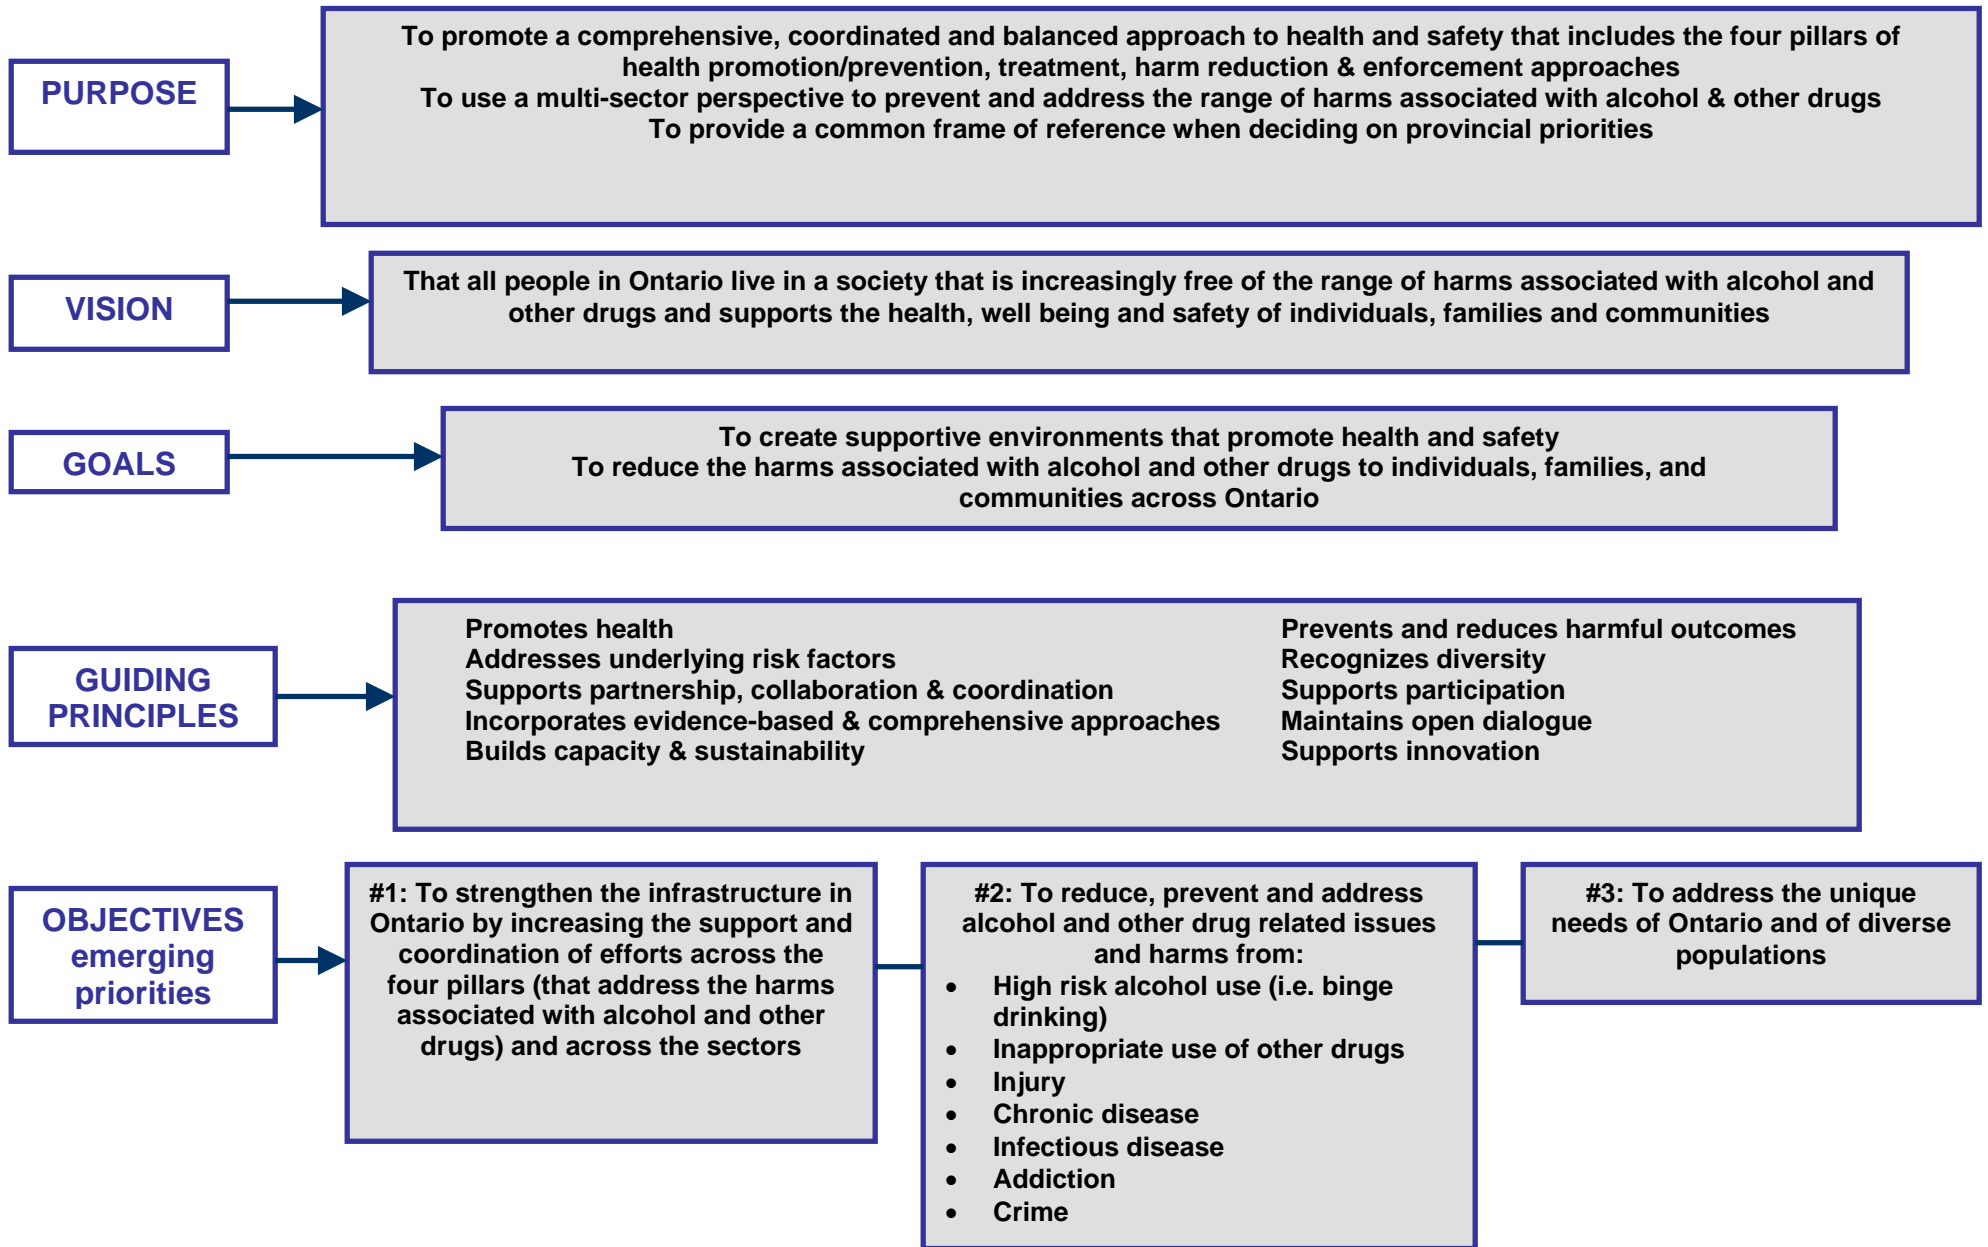 PURPOSE
To promote a comprehensive, coordinated and balanced approach to health and safety that includes the four pillars of
health promotion/prevention, treatment, harm reduction & enforcement approaches
To use a multi-sector perspective to prevent and address the range of harms associated with alcohol & other drugs
To provide a common frame of reference when deciding on provincial priorities
VISION
That all people in Ontario live in a society that is increasingly free of the range of harms associated with alcohol and
other drugs and supports the health, well being and safety of individuals, families and communities
GOALS
To create supportive environments that promote health and safety
To reduce the harms associated with alcohol and other drugs to individuals, families, and
communities across Ontario
GUIDING
PRINCIPLES
Promotes health
Addresses underlying risk factors
Supports partnership, collaboration & coordination
Incorporates evidence-based & comprehensive approaches
Builds capacity & sustainability
Prevents and reduces harmful outcomes
Recognizes diversity
Supports participation
Maintains open dialogue
Supports innovation
OBJECTIVES
emerging
priorities
#1: To strengthen the infrastructure in
Ontario by increasing the support and
coordination of efforts across the
four pillars (that address the harms
associated with alcohol and other
drugs) and across the sectors
#2: To reduce, prevent and address
alcohol and other drug related issues
and harms from:
• High risk alcohol use (i.e. binge
drinking)
• Inappropriate use of other drugs
• Injury
• Chronic disease
• Infectious disease
• Addiction
• Crime
#3: To address the unique
needs of Ontario and of diverse
populations